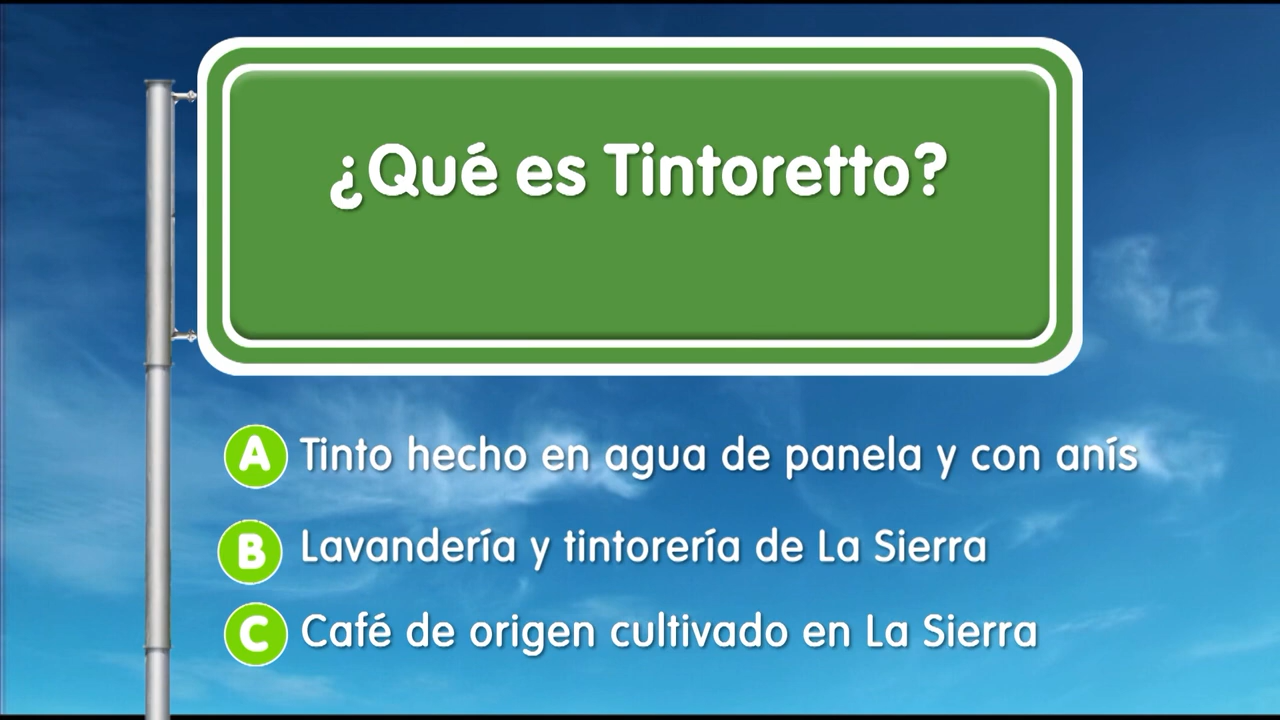 ¿Qué es Tintoretto?
A Tinto hecho en agua de panela y con anís
B Lavandería y tintorería de La Sierra
C Café de origen cultivado en La Sierra